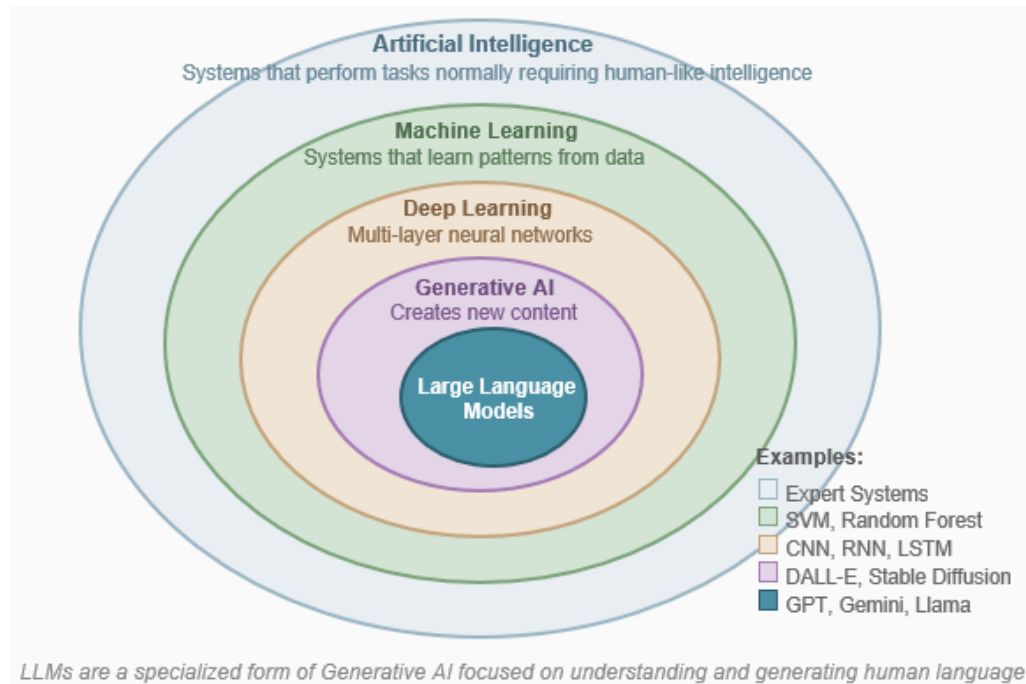 Artificial Intelligence
Systems that perform tasks normally requiring human-like intelligence
Machine Learning
Systems that learn patterns from data
Deep Learning
Multi-layer neural networks
Generative AI
Creates new content
Large Language
Models
Examples:
Expert Systems
SVM, Random Forest
CNN, RNN, LSTM
DALL-E, Stable Diffusion
GPT, Gemini, Llama
LLMs are a specialized form of Generative AI focused on understanding and generating human language